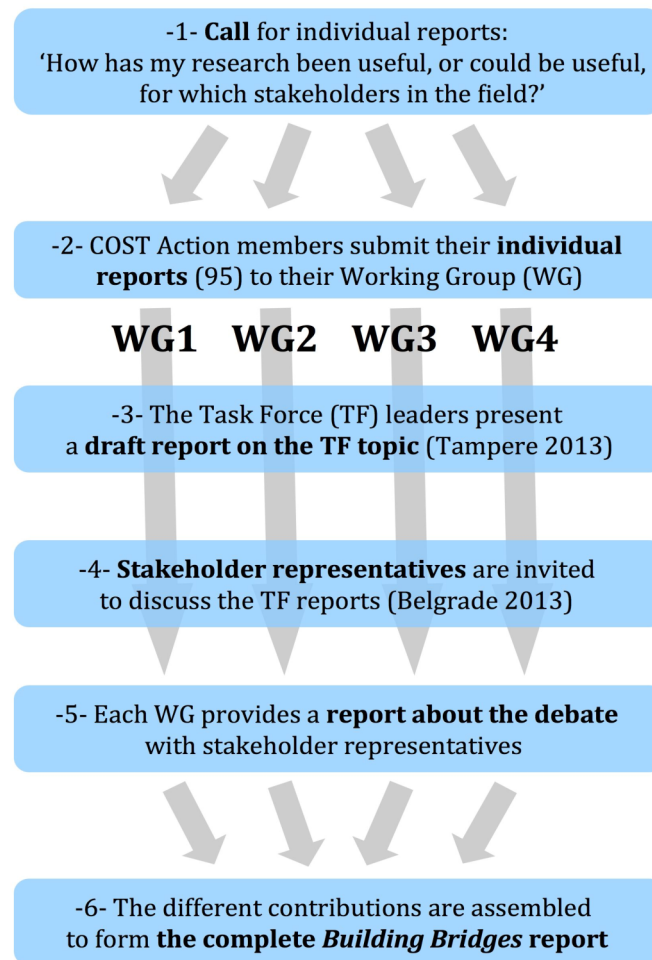 -1- Call for individual reports:
‘How has my research been useful, or could be useful,
for which stakeholders in the field?’
-2- COST Action members submit their individual
reports (95) to their Working Group (WG)
WG1 WG2 WG3 WG4
-3- The Task Force (TF) leaders present
a draft report on the TF topic (Tampere 2013)
-4- Stakeholder representatives are invited
to discuss the TF reports (Belgrade 2013)
-5- Each WG provides a report about the debate
with stakeholder representatives
-6- The different contributions are assembled
to form the complete Building Bridges report